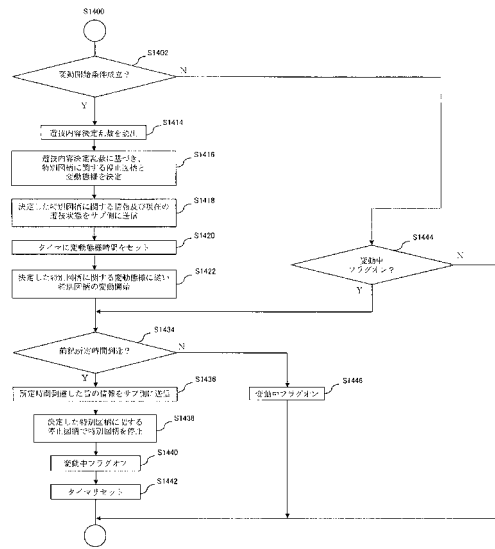 S1400
S1402
変動開始条件成立?
N
Y
S1414
遊技内容決定乱数を抽出
S1416
遊技内容決定乱数に基づき、
特別図柄に関する停止図柄と
変動態様を決定
S1418
決定した特別図柄に関する情報及び現在の
遊技状態をサブ側に送信
S1420
タイマに変動態様時間をセット
S1422
決定した特別図柄に関する変動態様に従い
特別図柄の変動開始
S1444
変動中
フラグオン?
N
Y
S1434
所定時間到達?
N
Y
S1436
所定時間到達した旨の情報をサブ側に送信
S1446
変動中フラグオン
S1438
決定した特別図柄に関する
停止図柄で特別図柄を停止
S1440
変動中フラグオフ
S1442
タイマリセット